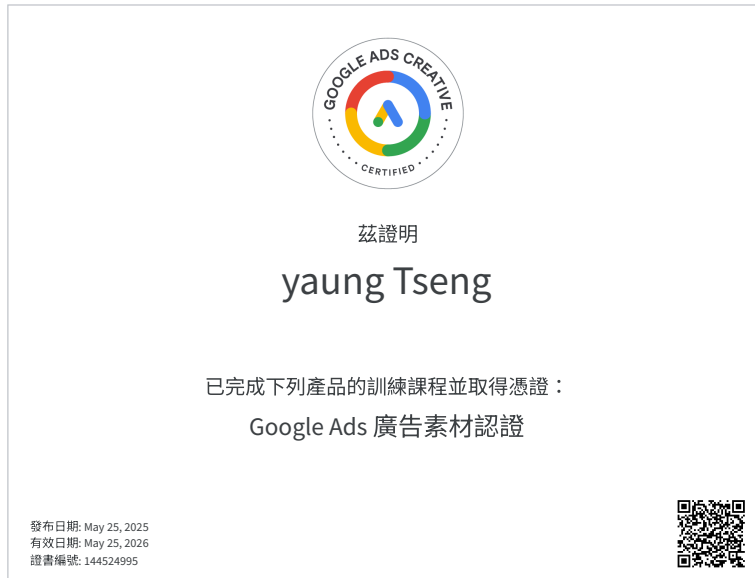 GOOGLE ADS CREATIVE
CERTIFIED
茲證明
yaung Tseng
已完成下列產品的訓練課程並取得憑證：
Google Ads 廣告素材認證
發布日期: May 25, 2025
有效日期: May 25, 2026
證書編號: 144524995